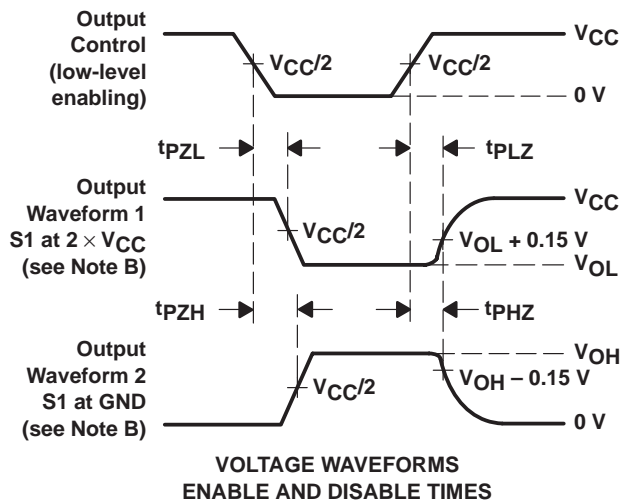 Output
Control
(low-level
enabling)
VCC
VCC/2
VCC/2
0 V
tPZL
tPLZ
Output
Waveform 1
S1 at 2 × VCC
(see Note B)
VCC
VCC/2
VOL + 0.15 V
VOL
tPZH
tPHZ
Output
Waveform 2
S1 at GND
(see Note B)
VOH
VCC/2
VOH − 0.15 V
0 V
VOLTAGE WAVEFORMS
ENABLE AND DISABLE TIMES